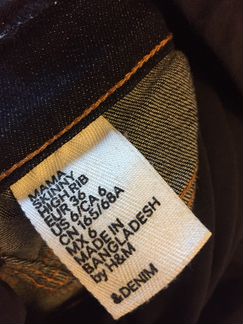 MAMA
SKINNY
HIGH RIB
EUR 36
US 6/CA 6
CN 165/68A
MX 6
MADE IN
BANGLADESH
by H&M
&DENIM